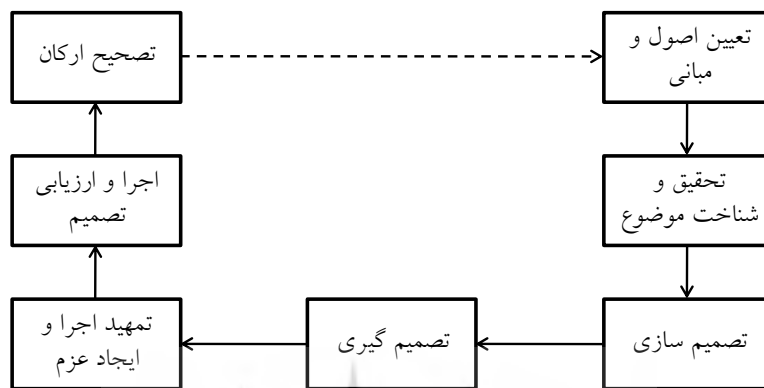 تعیین اصول و
مبانی
تحقیق و
شناخت موضوع
تصمیم سازی
تصمیم گیری
تمهید اجرا و
ایجاد عزم
اجرا و ارزیابی
تصمیم
تصحیح ارکان